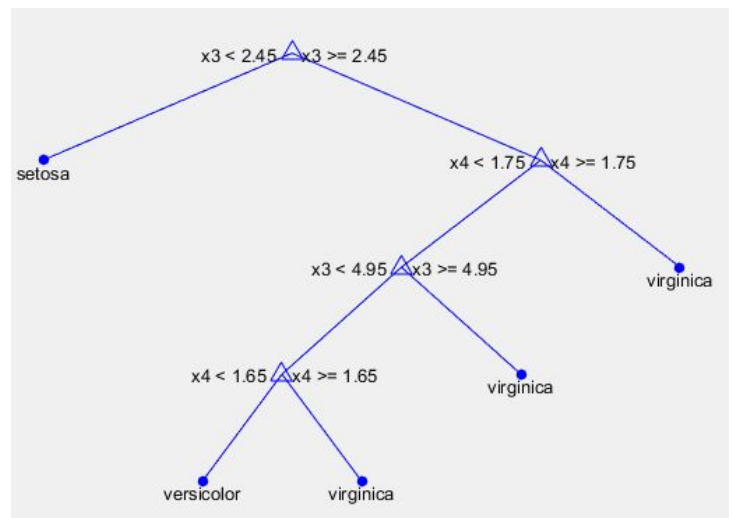 x3 < 2.45 x3 >= 2.45
setosa
x4 < 1.75 x4 >= 1.75
x3 < 4.95 x3 >= 4.95
virginica
x4 < 1.65 x4 >= 1.65
virginica
versicolor virginica